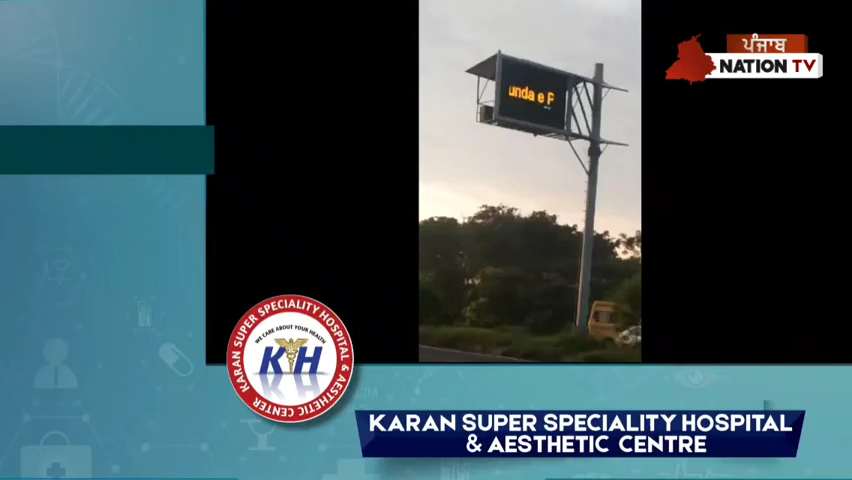 ਪੰਜਾਬ
NATION TV
unda e P
KARAN SUPER SPECIALITY HOSPITAL & AESTHETIC CENTER
WE CARE ABOUT YOUR HEALTH
KH
KARAN SUPER SPECIALITY HOSPITAL
& AESTHETIC CENTRE